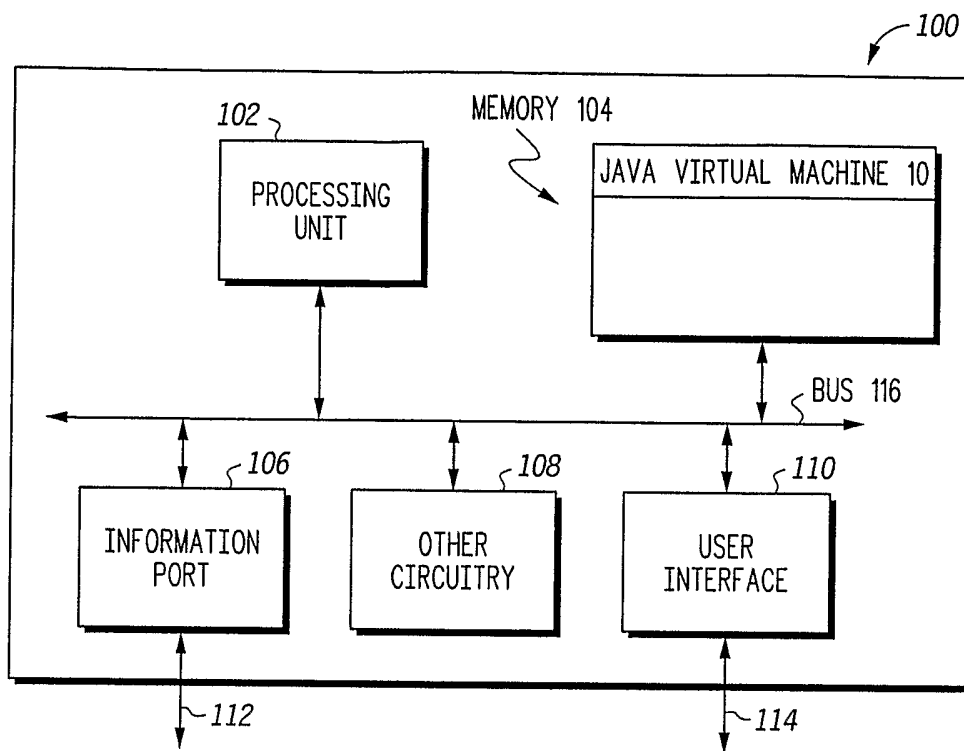 100
102
MEMORY 104
PROCESSING
UNIT
JAVA VIRTUAL MACHINE 10
BUS 116
106
108
110
INFORMATION
PORT
OTHER
CIRCUITRY
USER
INTERFACE
112
114